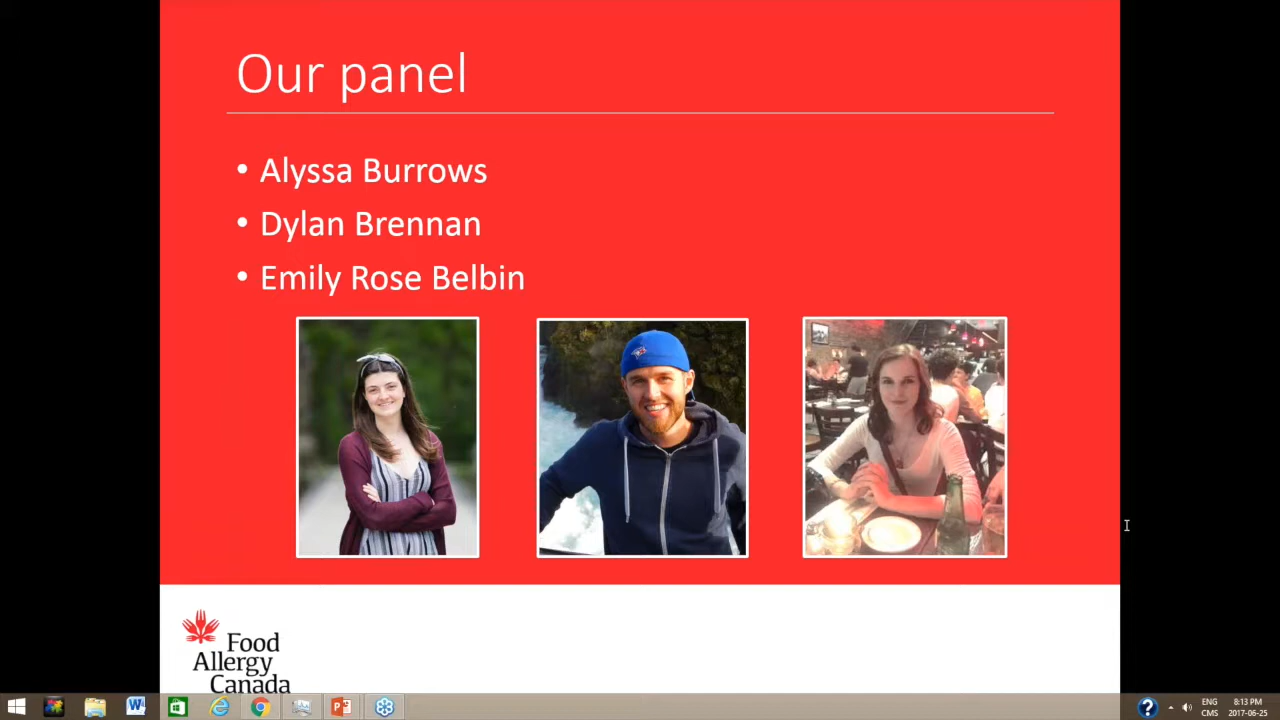 Our panel
• Alyssa Burrows
• Dylan Brennan
• Emily Rose Belbin
Food
Allergy
Canada
ENG
CMS
8:13 PM
2017-06-25